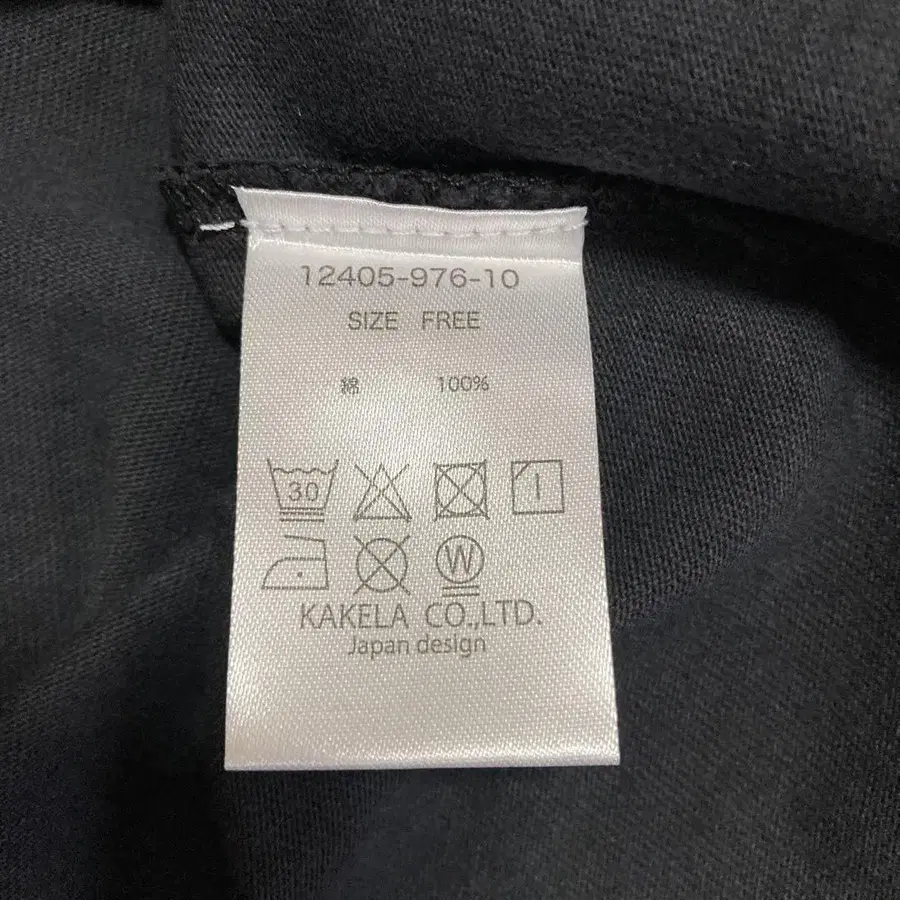 12405-976-10
SIZE FREE
綿 100%
30
W
KAKELA CO.,LTD.
Japan design